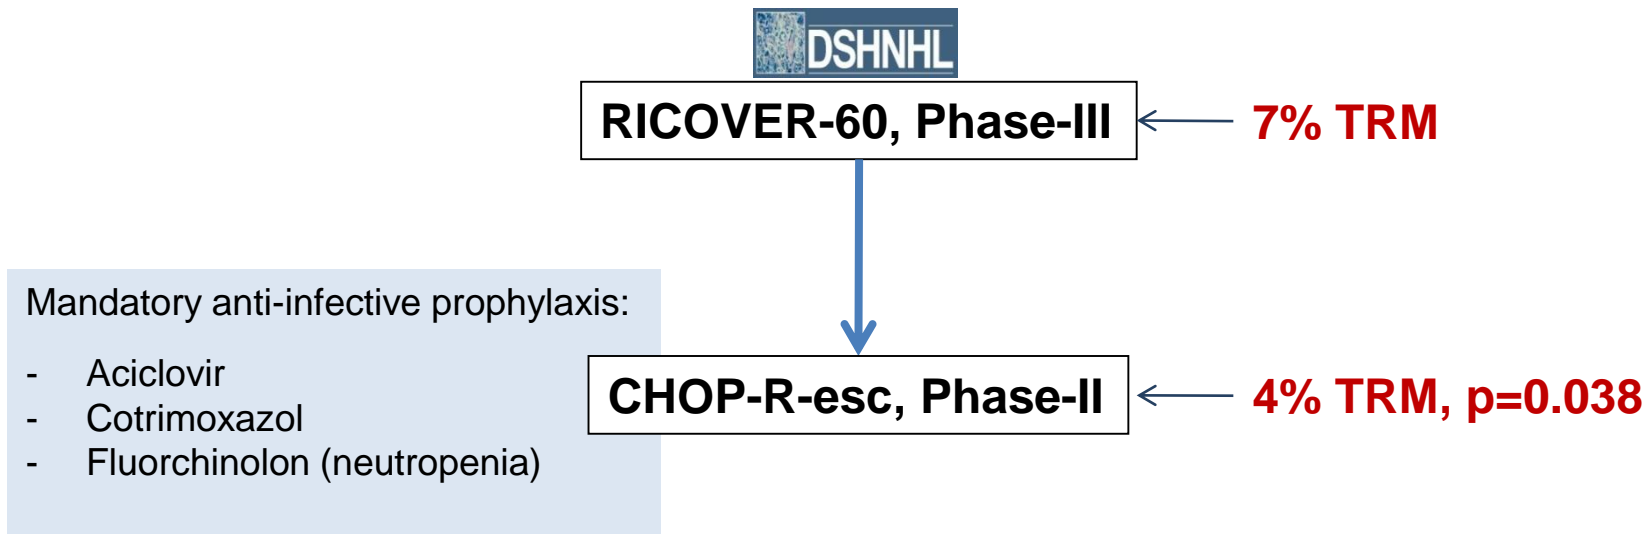 DSHNHL
RICOVER-60, Phase-III
7% TRM
Mandatory anti-infective prophylaxis:
- Aciclovir
- Cotrimoxazol
- Fluorchinolon (neutropenia)
CHOP-R-esc, Phase-II
4% TRM, p=0.038